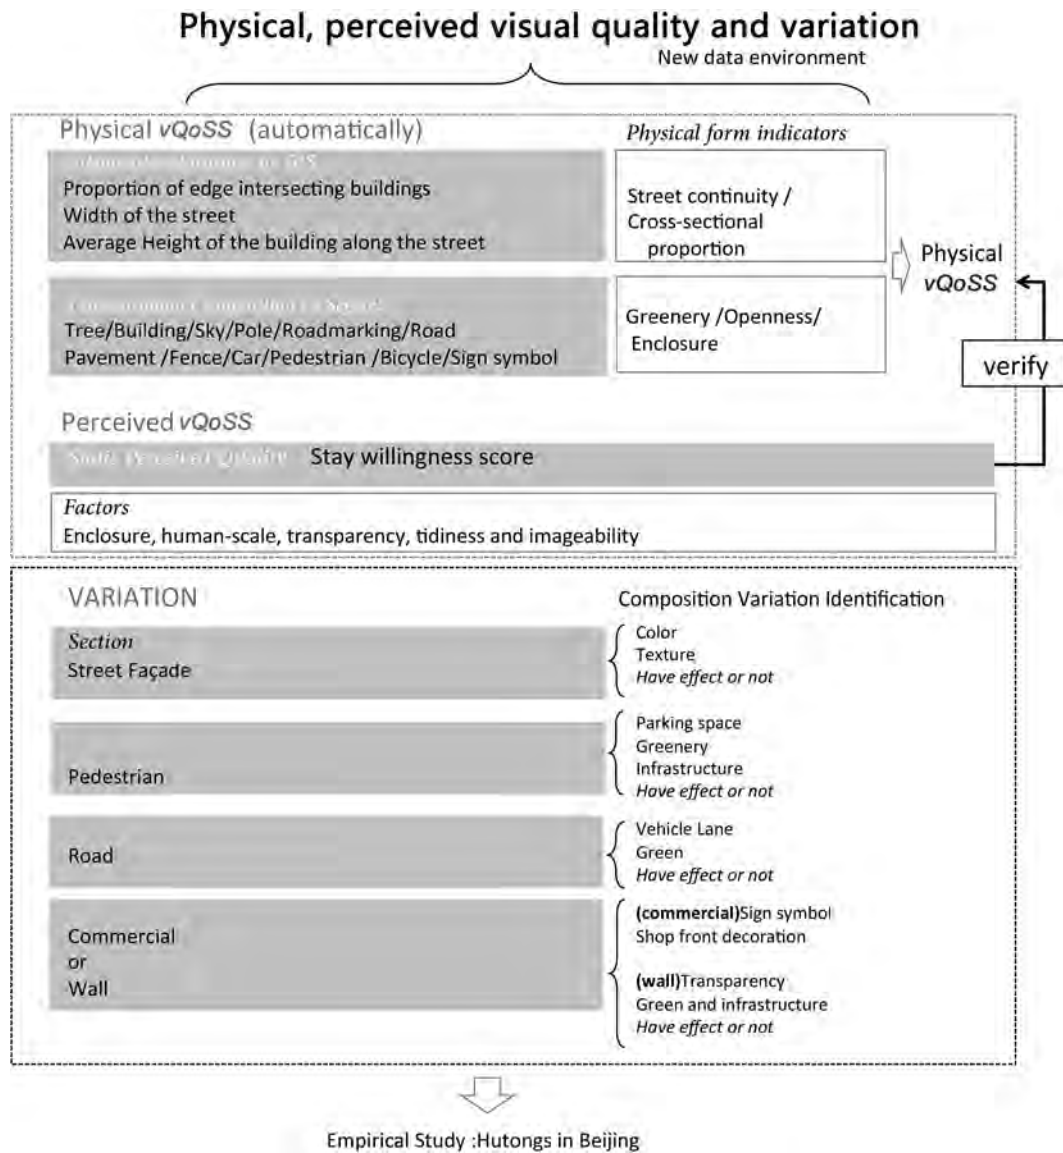 Physical, perceived visual quality and variation
New data environment
Physical vQoSS (automatically)
Physical form indicators
Proportion of edge intersecting buildings
Width of the street
Average Height of the building along the street
Street continuity /
Cross-sectional
proportion
Physical
vQoSS
Tree/Building/Sky/Pole/Roadmarking/Road
Pavement /Fence/Car/Pedestrian /Bicycle/Sign symbol
Greenery /Openness/
Enclosure
verify
Perceived vQoSS
Perceived Quality Stay willingness score
Factors
Enclosure, human-scale, transparency, tidiness and imageability
VARIATION
Composition Variation Identification
Section
Street Façade
Color
Texture
Have effect or not
Pedestrian
Parking space
Greenery
Infrastructure
Have effect or not
Road
Vehicle Lane
Green
Have effect or not
Commercial
or
Wall
(commercial)Sign symbol
Shop front decoration
(wall)Transparency
Green and infrastructure
Have effect or not
Empirical Study :Hutongs in Beijing